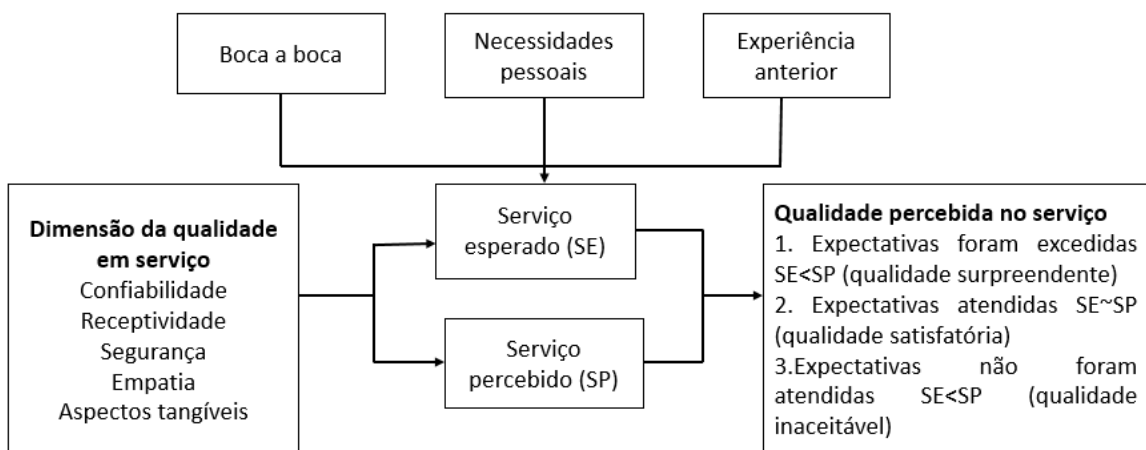 Boca a boca
Necessidades
pessoais
Experiência
anterior
Dimensão da qualidade
em serviço
Confiabilidade
Receptividade
Segurança
Empatia
Aspectos tangíveis
Serviço
esperado (SE)
Serviço
percebido (SP)
Qualidade percebida no serviço
1. Expectativas foram excedidas
SE<SP (qualidade surpreendente)
2. Expectativas atendidas SE~SP
(qualidade satisfatória)
3.Expectativas não foram
atendidas SE<SP (qualidade
inaceitável)